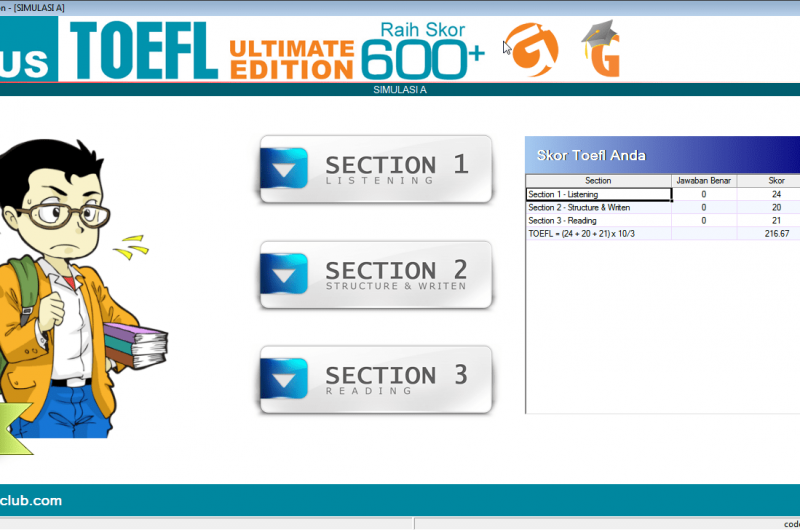 n - [SIMULASI A]
US TOEFL ULTIMATE EDITION Raih Skor 600+
SIMULASI A
SECTION 1
LISTENING
SECTION 2
STRUCTURE & WRITEN
SECTION 3
READING
Skor Toefl Anda
Section Jawaban Benar Skor
Section 1 - Listening 0 24
Section 2 - Structure & Writen 0 20
Section 3 - Reading 0 21
TOEFL = (24 + 20 + 21) x 10/3 216.67
club.com
code